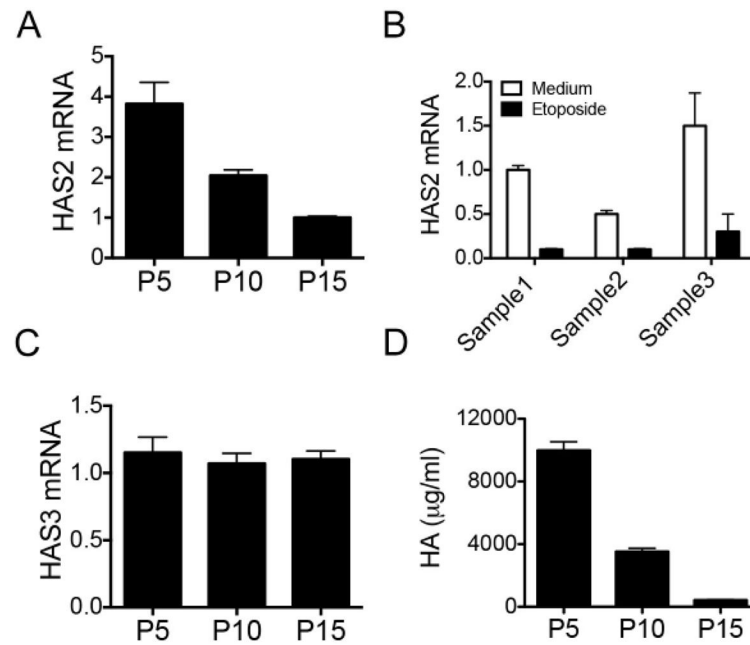 A
HAS2 mRNA
5
4
3
2
1
0
P5 P10 P15
B
HAS2 mRNA
2.0
1.5
1.0
0.5
0.0
Medium
Etoposide
Sample1 Sample2 Sample3
C
HAS3 mRNA
1.5
1.0
0.5
0.0
P5 P10 P15
D
HA (μg/ml)
12000
8000
4000
0
P5 P10 P15